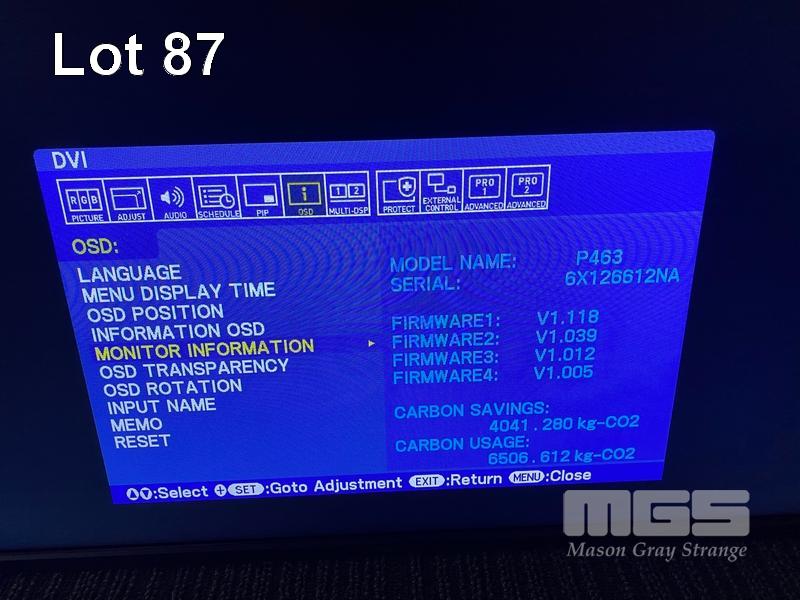 Lot 87
DVI
RGB
PICTURE
ADJUST
AUDIO
SCHEDULE
PIP
i
OSD
1 2
MULTI-DSP
PROTECT
EXTERNAL
CONTROL
PRO
1
ADVANCED
PRO
2
ADVANCED
OSD:
LANGUAGE
MENU DISPLAY TIME
OSD POSITION
INFORMATION OSD
MONITOR INFORMATION
OSD TRANSPARENCY
OSD ROTATION
INPUT NAME
MEMO
RESET
MODEL NAME: P463
SERIAL: 6X126612NA
FIRMWARE1: V1.118
FIRMWARE2: V1.039
FIRMWARE3: V1.012
FIRMWARE4: V1.005
CARBON SAVINGS:
4041.280 kg-CO2
CARBON USAGE:
6506.612 kg-CO2
:Select SET :Goto Adjustment EXIT :Return MENU :Close
MGS
Mason Gray Strange